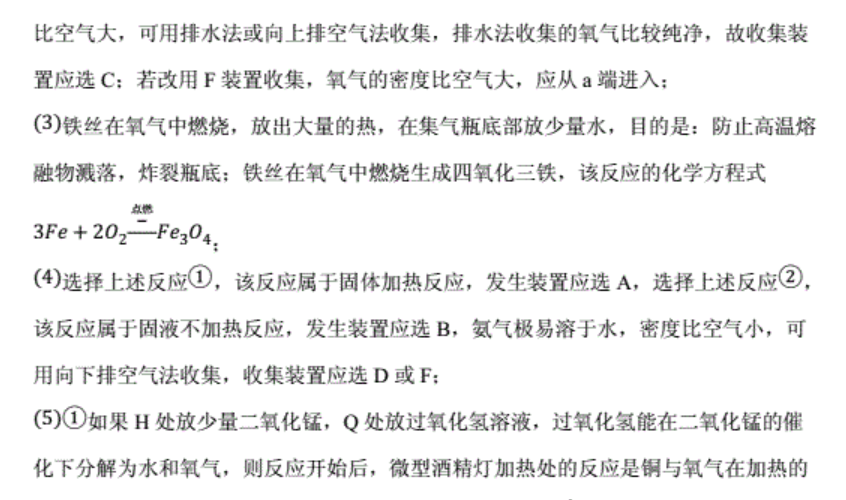 比空气大，可用排水法或向上排空气法收集，排水法收集的氧气比较纯净，故收集装
置应选 C；若改用 F 装置收集，氧气的密度比空气大，应从 a 端进入；
(3)铁丝在氧气中燃烧，放出大量的热，在集气瓶底部放少量水，目的是：防止高温熔
融物溅落，炸裂瓶底；铁丝在氧气中燃烧生成四氧化三铁，该反应的化学方程式
点燃
3Fe + 2O₂══Fe₃O₄；
(4)选择上述反应①，该反应属于固体加热反应，发生装置应选 A，选择上述反应②，
该反应属于固液不加热反应，发生装置应选 B，氨气极易溶于水，密度比空气小，可
用向下排空气法收集，收集装置应选 D 或 F；
(5)①如果 H 处放少量二氧化锰，Q 处放过氧化氢溶液，过氧化氢能在二氧化锰的催
化下分解为水和氧气，则反应开始后，微型酒精灯加热处的反应是铜与氧气在加热的